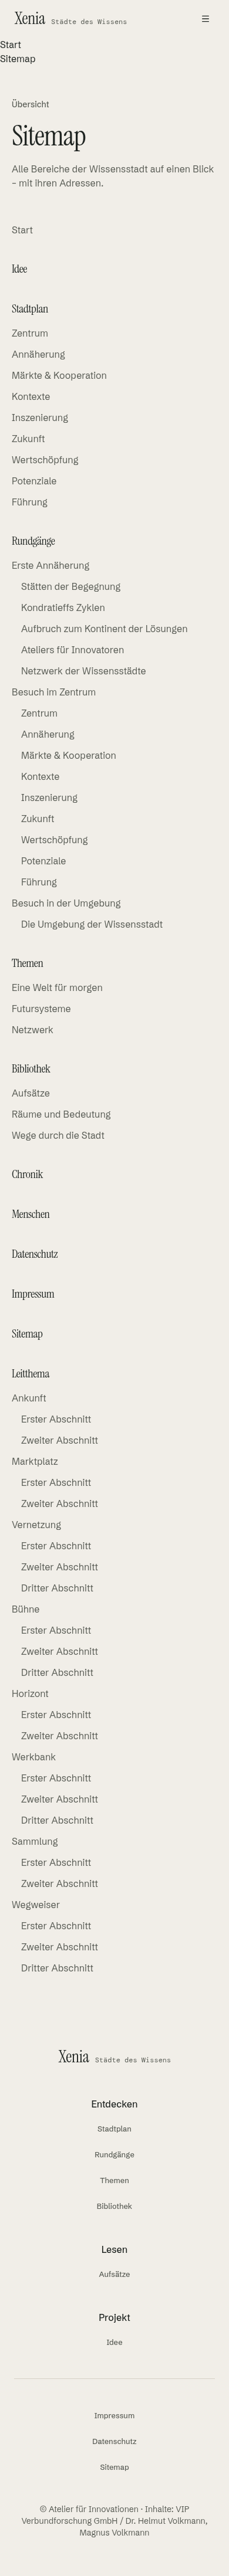 Xenia Städte des Wissens
Start
Sitemap
Übersicht
Sitemap
Alle Bereiche der Wissensstadt auf einen Blick
– mit ihren Adressen.
Start
Idee
Stadtplan
Zentrum
Annäherung
Märkte & Kooperation
Kontexte
Inszenierung
Zukunft
Wertschöpfung
Potenziale
Führung
Rundgänge
Erste Annäherung
Stätten der Begegnung
Kondratieffs Zyklen
Aufbruch zum Kontinent der Lösungen
Ateliers für Innovatoren
Netzwerk der Wissensstädte
Besuch im Zentrum
Zentrum
Annäherung
Märkte & Kooperation
Kontexte
Inszenierung
Zukunft
Wertschöpfung
Potenziale
Führung
Besuch in der Umgebung
Die Umgebung der Wissensstadt
Themen
Eine Welt für morgen
Futursysteme
Netzwerk
Bibliothek
Aufsätze
Räume und Bedeutung
Wege durch die Stadt
Chronik
Menschen
Datenschutz
Impressum
Sitemap
Leitthema
Ankunft
Erster Abschnitt
Zweiter Abschnitt
Marktplatz
Erster Abschnitt
Zweiter Abschnitt
Vernetzung
Erster Abschnitt
Zweiter Abschnitt
Dritter Abschnitt
Bühne
Erster Abschnitt
Zweiter Abschnitt
Dritter Abschnitt
Horizont
Erster Abschnitt
Zweiter Abschnitt
Werkbank
Erster Abschnitt
Zweiter Abschnitt
Dritter Abschnitt
Sammlung
Erster Abschnitt
Zweiter Abschnitt
Wegweiser
Erster Abschnitt
Zweiter Abschnitt
Dritter Abschnitt
Xenia Städte des Wissens
Entdecken
Stadtplan
Rundgänge
Themen
Bibliothek
Lesen
Aufsätze
Projekt
Idee
Impressum
Datenschutz
Sitemap
© Atelier für Innovationen · Inhalte: VIP
Verbundforschung GmbH / Dr. Helmut Volkmann,
Magnus Volkmann